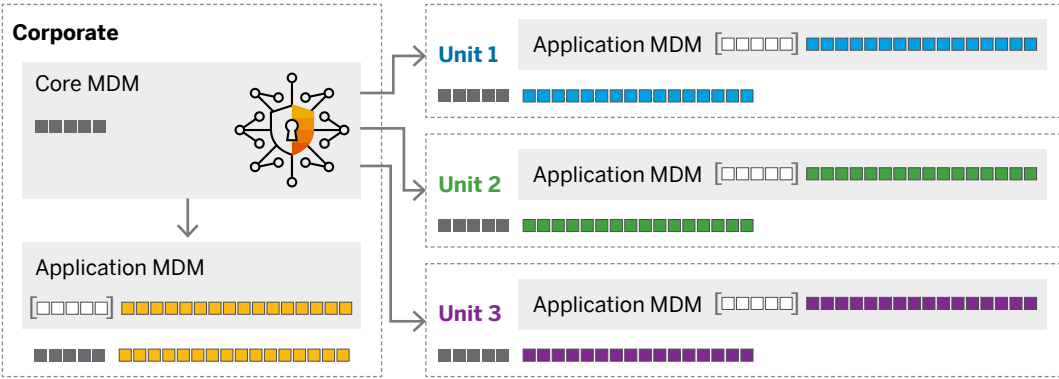 Corporate
Core MDM
Application MDM
Unit 1
Application MDM
Unit 2
Application MDM
Unit 3
Application MDM